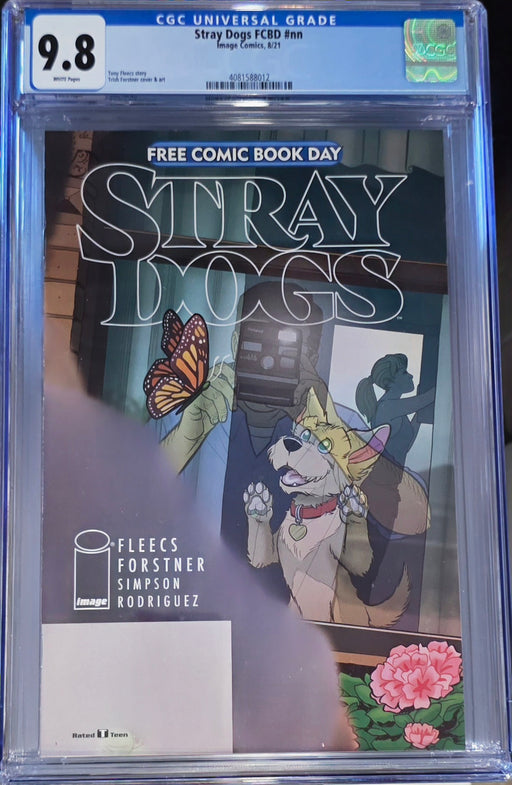 CGC UNIVERSAL GRADE
9.8
WHITE Pages
Stray Dogs FCBD #nn
Image Comics, 8/21
Tony Fleecs story
Trish Forstner cover & art
4081588012
CGC
FREE COMIC BOOK DAY
STRAY
DOGS
TM
image
FLEECS
FORSTNER
SIMPSON
RODRIGUEZ
Rated T Teen